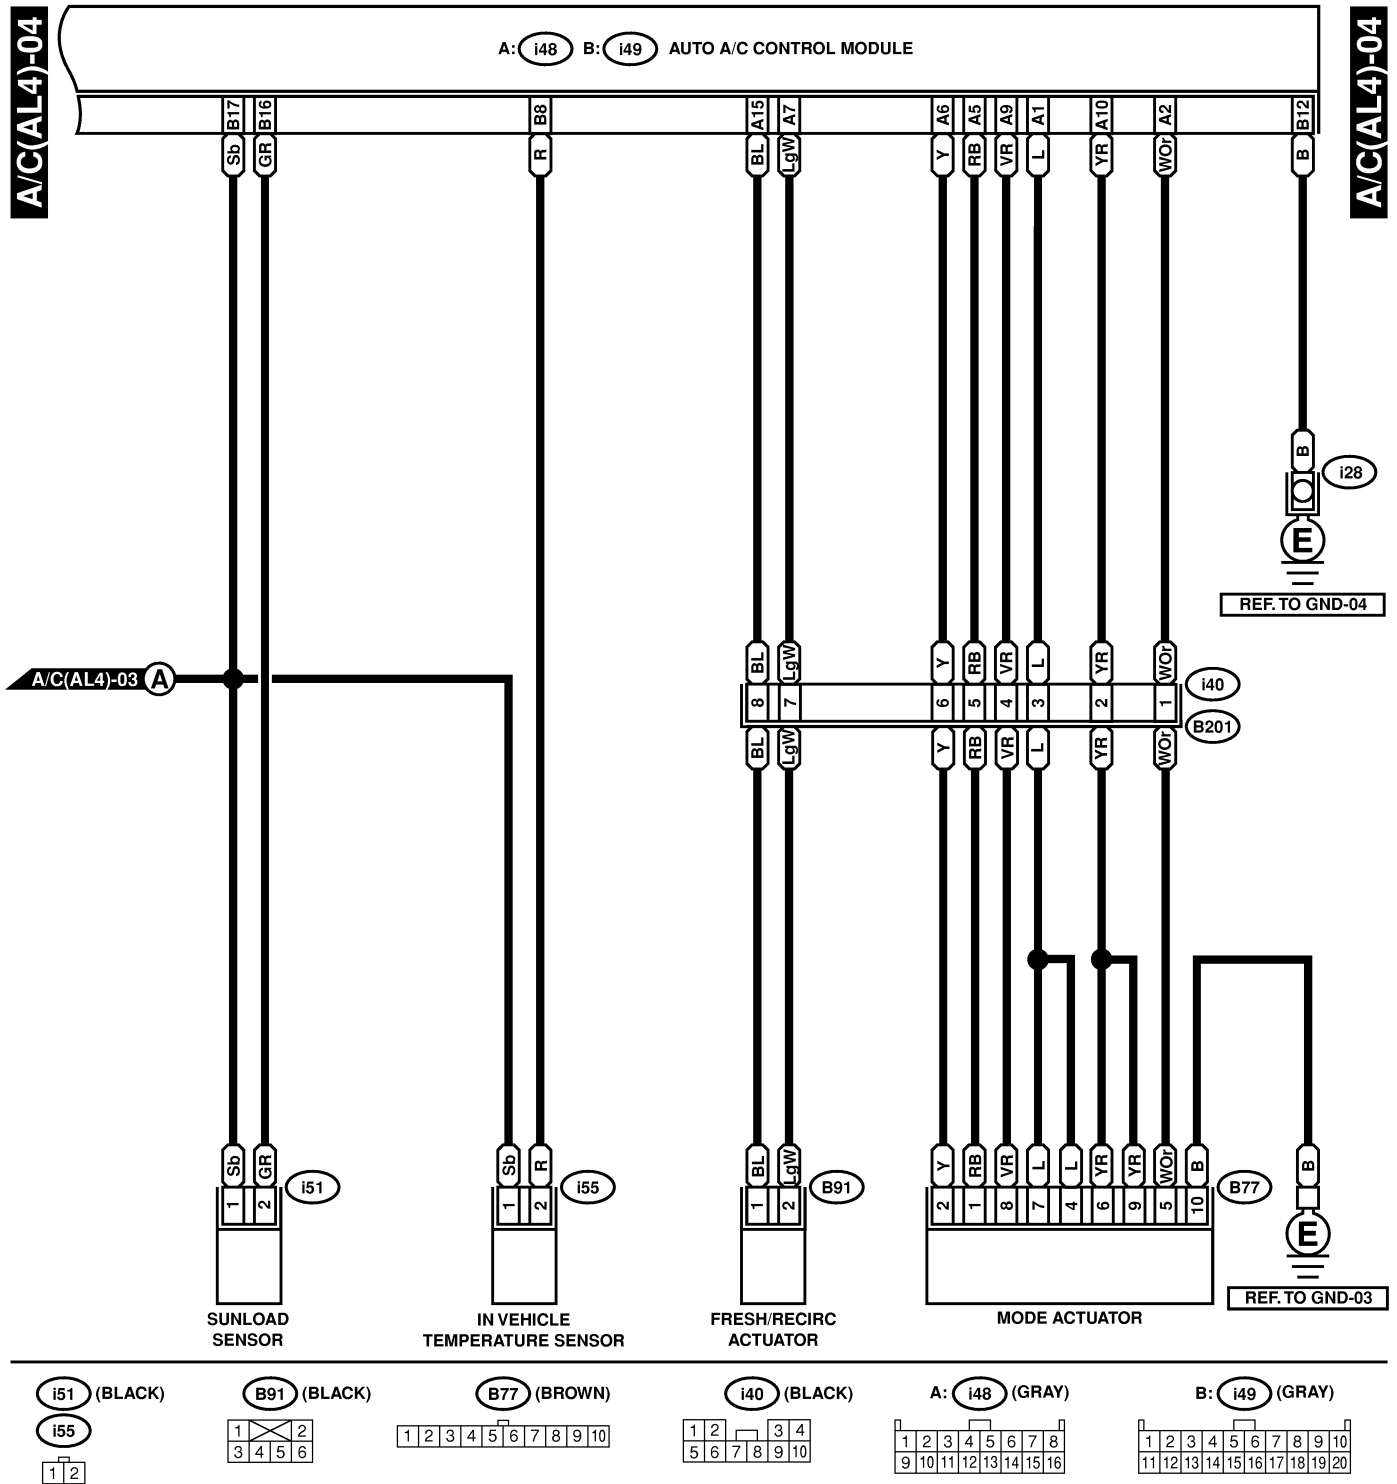 A/C(AL4)-04
A/C(AL4)-04
A: i48 B: i49 AUTO A/C CONTROL MODULE
B17 B16 B8 A15 A7 A6 A5 A9 A1 A10 A2 B12
Sb GR R BL LgW Y RB VR L YR WOr B
B
i28
E
REF. TO GND-04
A/C(AL4)-03 A
BL LgW Y RB VR L YR WOr
i40
8 7 6 5 4 3 2 1
B201
BL LgW Y RB VR L YR WOr
Sb GR Sb R BL LgW Y RB VR L L YR YR WOr B B
i51 i55 B91 B77
1 2 1 2 1 2 2 1 8 7 4 6 9 5 10
E
REF. TO GND-03
SUNLOAD
SENSOR
IN VEHICLE
TEMPERATURE SENSOR
FRESH/RECIRC
ACTUATOR
MODE ACTUATOR
i51 (BLACK)
i55
1 2
B91 (BLACK)
1 2
3 4 5 6
B77 (BROWN)
1 2 3 4 5 6 7 8 9 10
i40 (BLACK)
1 2 3 4
5 6 7 8 9 10
A: i48 (GRAY)
1 2 3 4 5 6 7 8
9 10 11 12 13 14 15 16
B: i49 (GRAY)
1 2 3 4 5 6 7 8 9 10
11 12 13 14 15 16 17 18 19 20